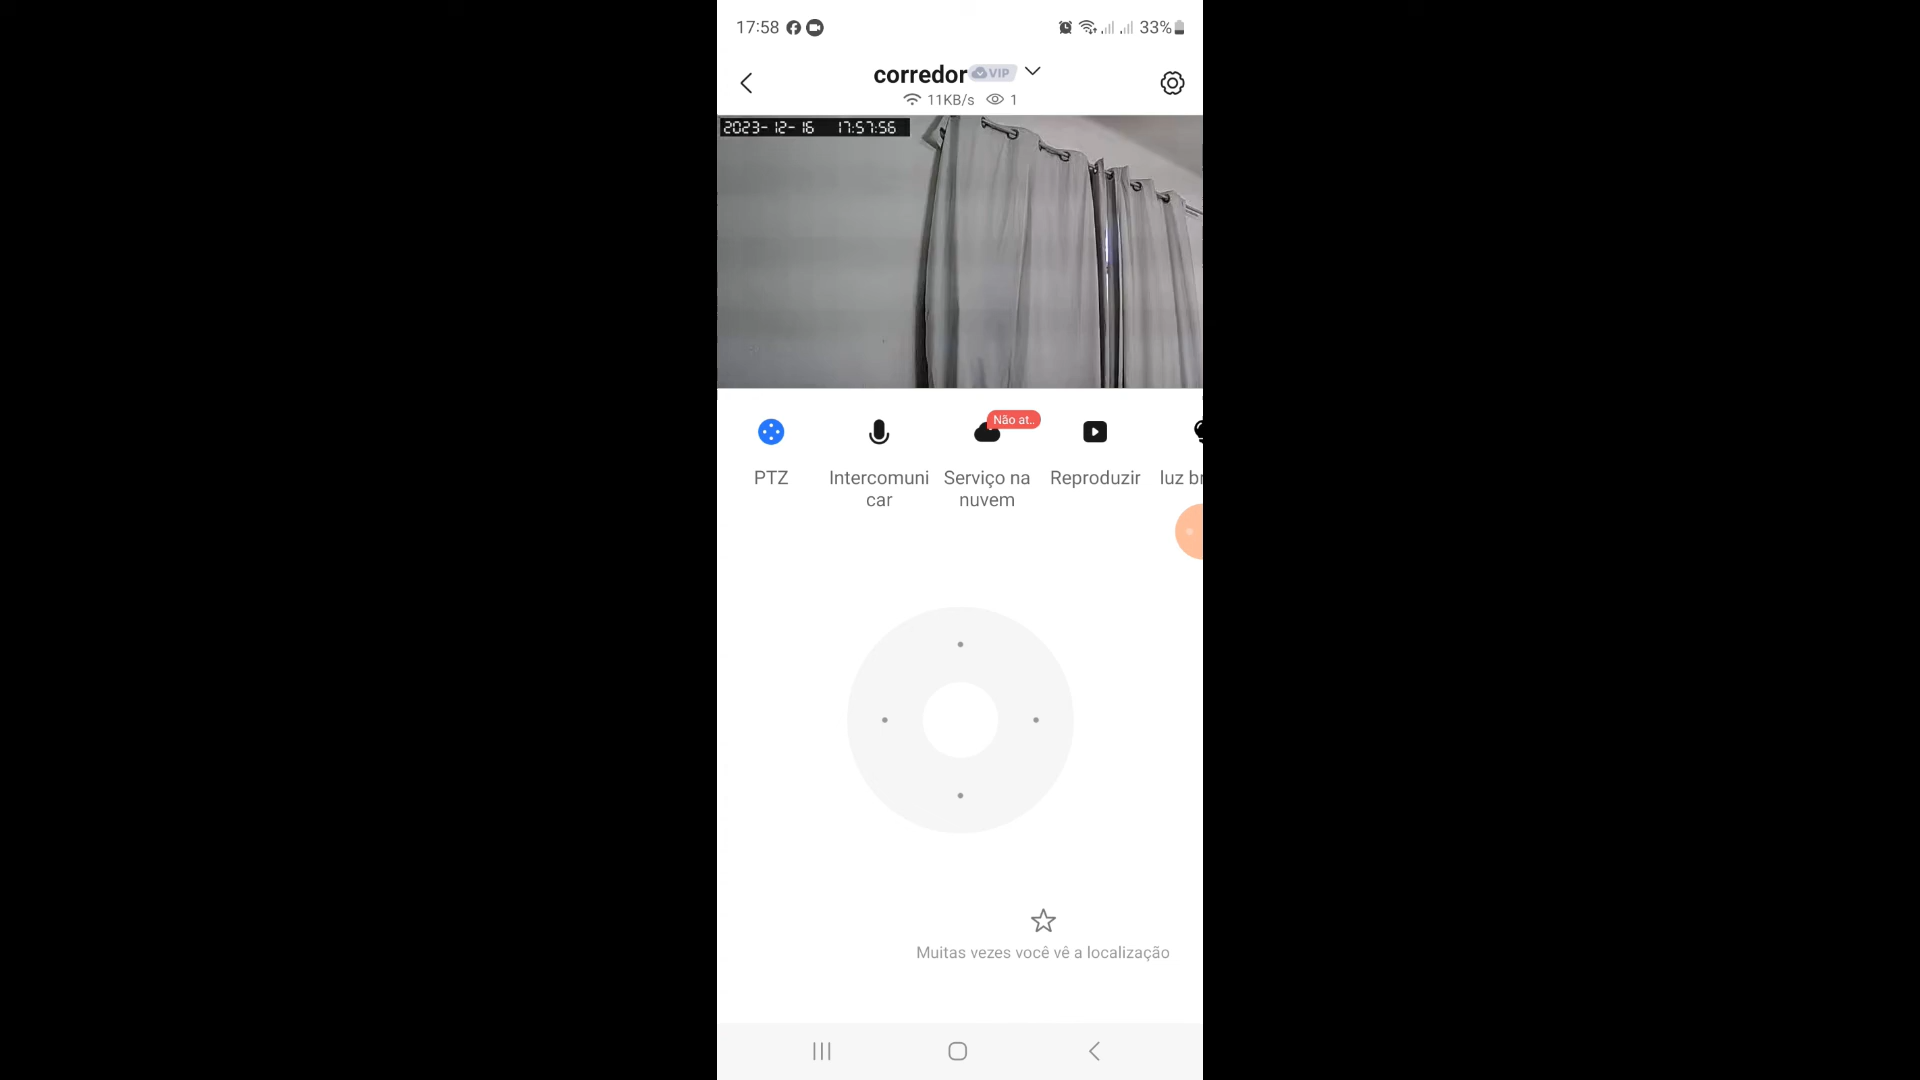 17:58
33%
corredor VIP
11KB/s 1
2023-12-16 17:57:56
Não at..
PTZ
Intercomuni
car
Serviço na
nuvem
Reproduzir
luz br
Muitas vezes você vê a localização